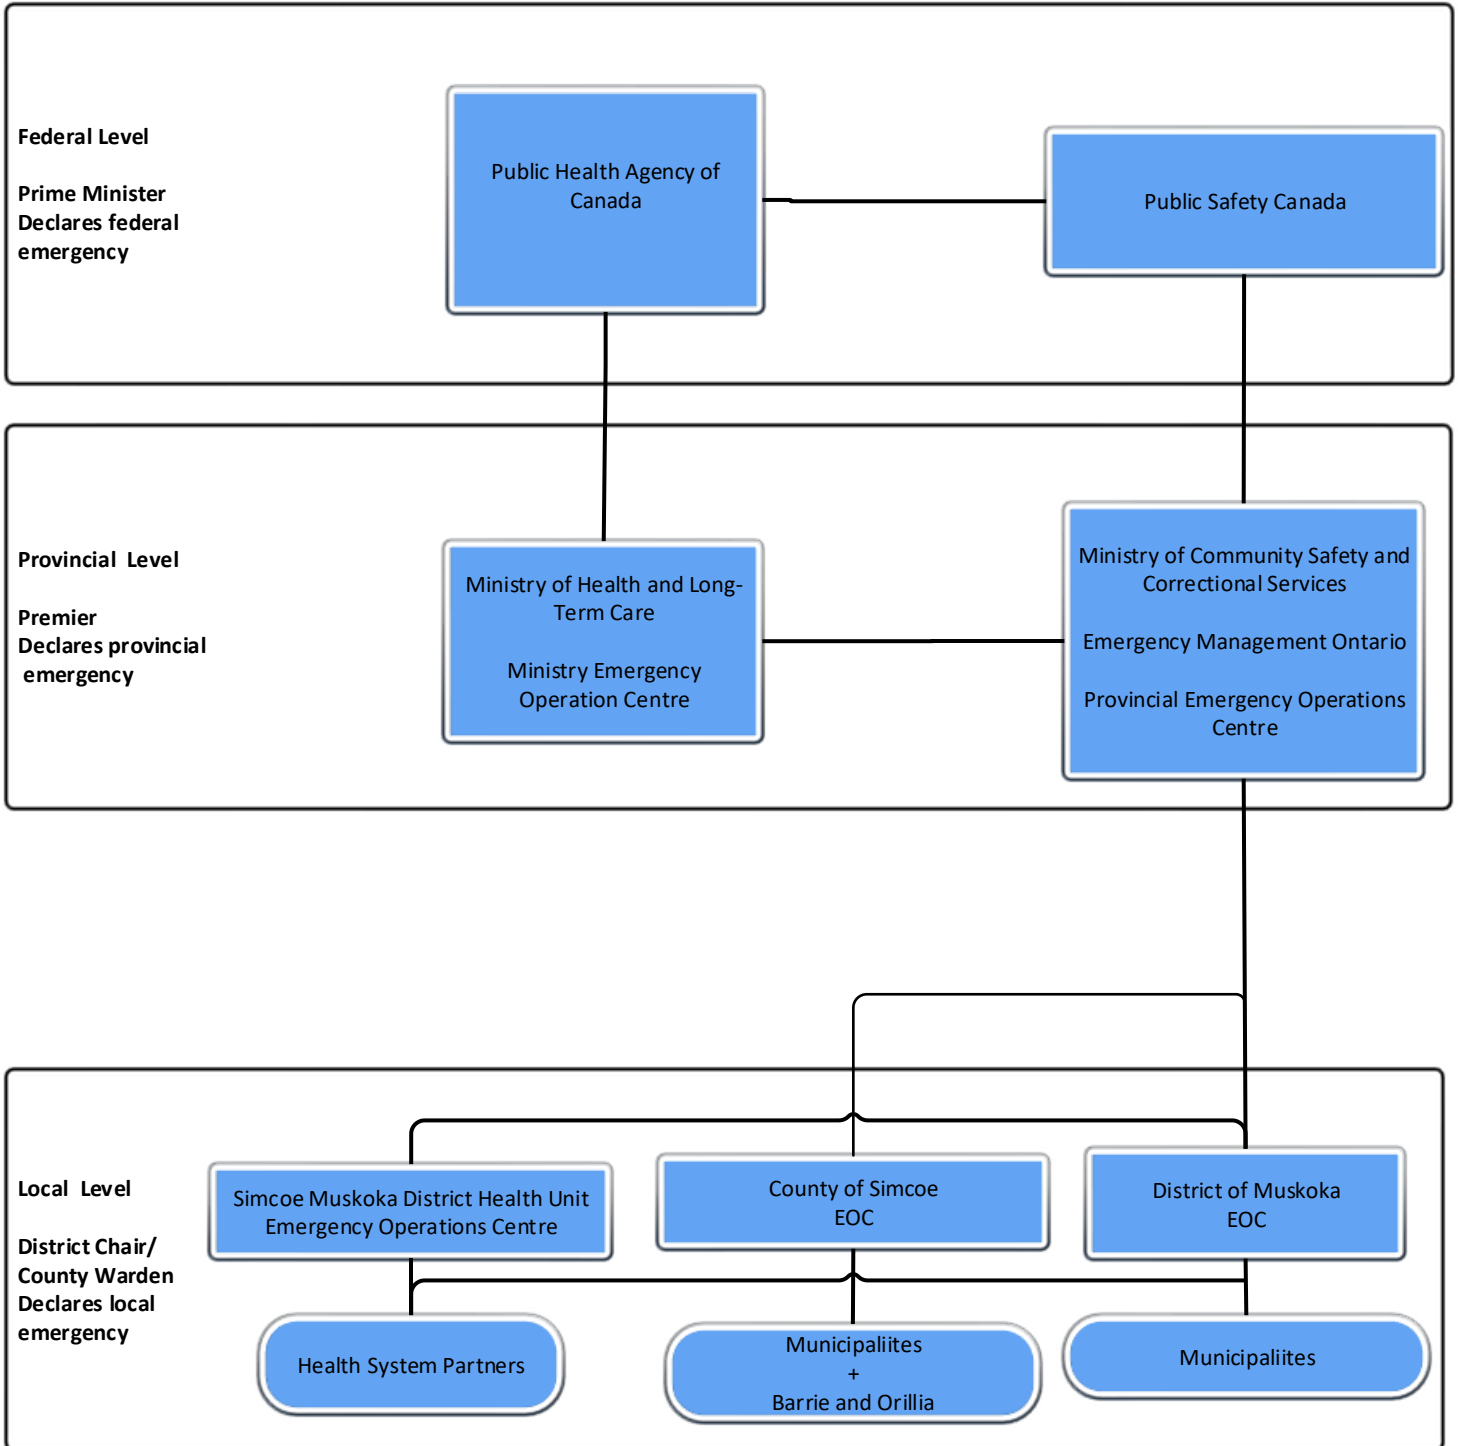 Federal Level
Prime Minister
Declares federal
emergency
Public Health Agency of
Canada
Public Safety Canada
Provincial Level
Premier
Declares provincial
emergency
Ministry of Health and Long-
Term Care
Ministry Emergency
Operation Centre
Ministry of Community Safety and
Correctional Services
Emergency Management Ontario
Provincial Emergency Operations
Centre
Local Level
District Chair/
County Warden
Declares local
emergency
Simcoe Muskoka District Health Unit
Emergency Operations Centre
County of Simcoe
EOC
District of Muskoka
EOC
Health System Partners
Municipaliites
+
Barrie and Orillia
Municipaliites